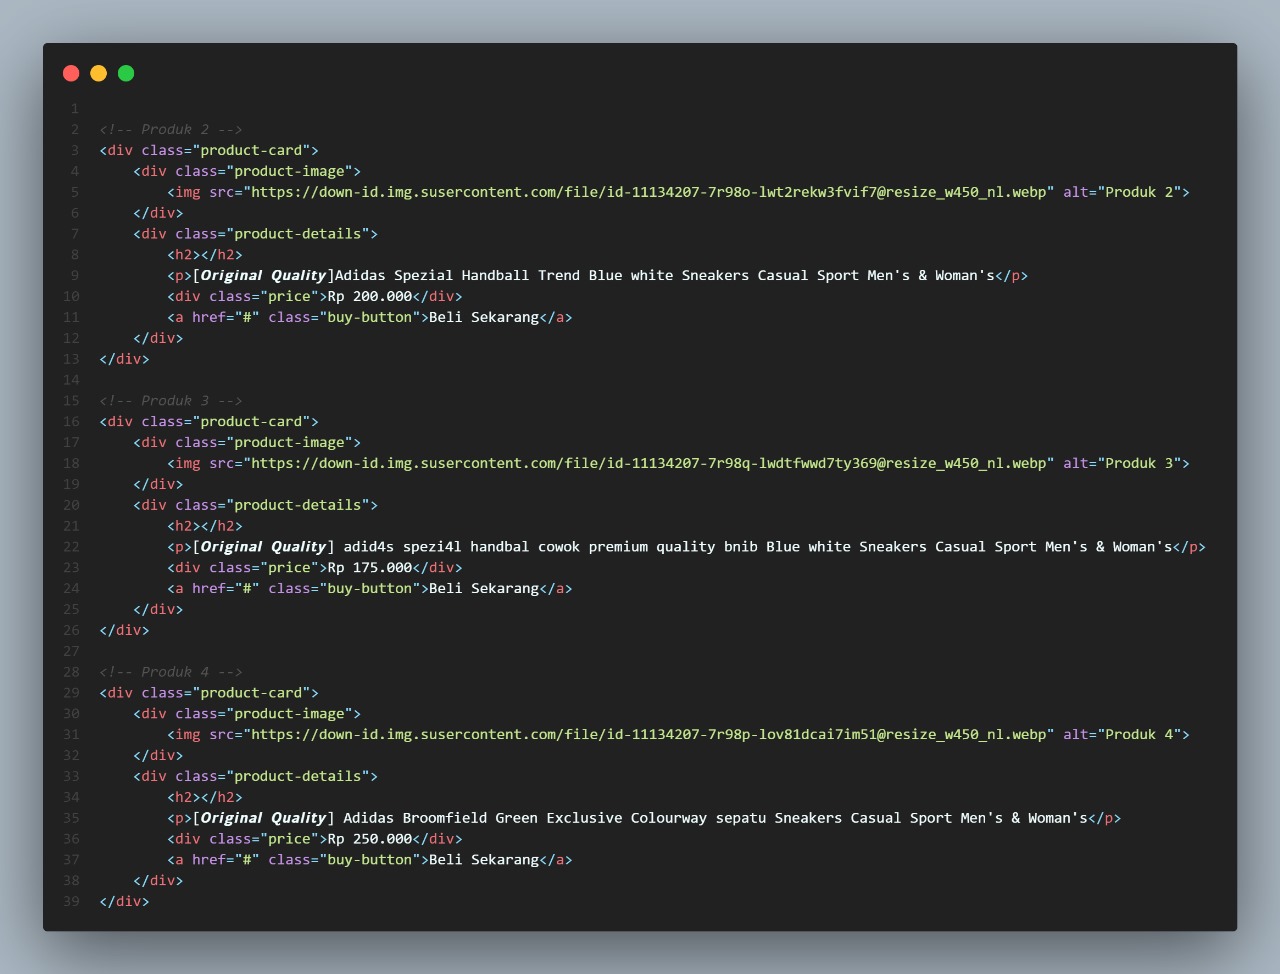 1
2 <!-- Produk 2 -->
3 <div class="product-card">
4 <div class="product-image">
5 <img src="https://down-id.img.susercontent.com/file/id-11134207-7r98o-lwt2rekw3fvif7@resize_w450_nl.webp" alt="Produk 2">
6 </div>
7 <div class="product-details">
8 <h2></h2>
9 <p>[Original Quality]Adidas Spezial Handball Trend Blue white Sneakers Casual Sport Men's & Woman's</p>
10 <div class="price">Rp 200.000</div>
11 <a href="#" class="buy-button">Beli Sekarang</a>
12 </div>
13 </div>
14
15 <!-- Produk 3 -->
16 <div class="product-card">
17 <div class="product-image">
18 <img src="https://down-id.img.susercontent.com/file/id-11134207-7r98q-lwdtfwwd7ty369@resize_w450_nl.webp" alt="Produk 3">
19 </div>
20 <div class="product-details">
21 <h2></h2>
22 <p>[Original Quality] adid4s spezi4l handbal cowok premium quality bnib Blue white Sneakers Casual Sport Men's & Woman's</p>
23 <div class="price">Rp 175.000</div>
24 <a href="#" class="buy-button">Beli Sekarang</a>
25 </div>
26 </div>
27
28 <!-- Produk 4 -->
29 <div class="product-card">
30 <div class="product-image">
31 <img src="https://down-id.img.susercontent.com/file/id-11134207-7r98p-lov81dcai7im51@resize_w450_nl.webp" alt="Produk 4">
32 </div>
33 <div class="product-details">
34 <h2></h2>
35 <p>[Original Quality] Adidas Broomfield Green Exclusive Colourway sepatu Sneakers Casual Sport Men's & Woman's</p>
36 <div class="price">Rp 250.000</div>
37 <a href="#" class="buy-button">Beli Sekarang</a>
38 </div>
39 </div>